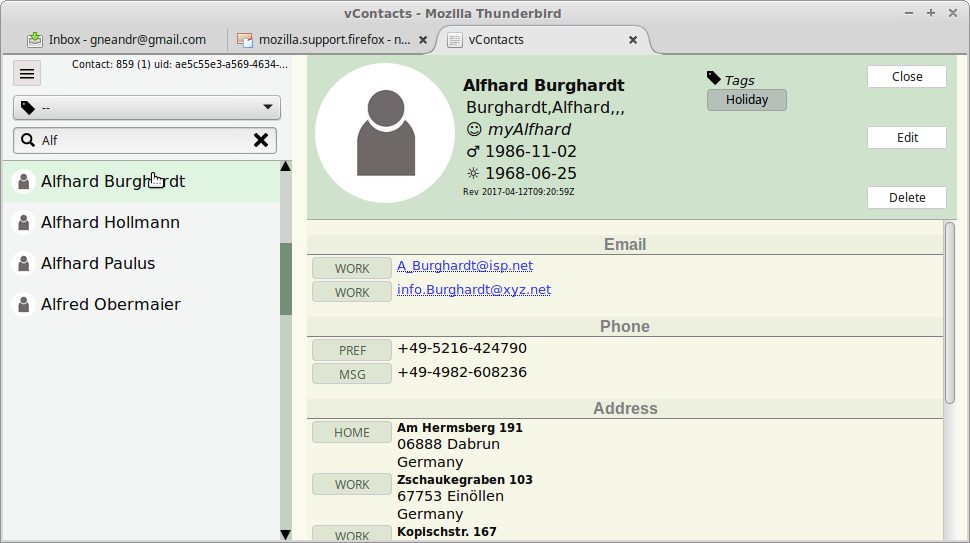 vContacts - Mozilla Thunderbird
Inbox - gneandr@gmail.com
mozilla.support.firefox - n...
vContacts
Contact: 859 (1) uid: ae5c55e3-a569-4634-...
--
Alf
Alfhard Burghardt
Alfhard Hollmann
Alfhard Paulus
Alfred Obermaier
Alfhard Burghardt
Burghardt,Alfhard,,,
☺ myAlfhard
♂ 1986-11-02
☼ 1968-06-25
Rev 2017-04-12T09:20:59Z
Tags
Holiday
Close
Edit
Delete
Email
WORK A_Burghardt@isp.net
WORK info.Burghardt@xyz.net
Phone
PREF +49-5216-424790
MSG +49-4982-608236
Address
HOME Am Hermsberg 191
06888 Dabrun
Germany
WORK Zschaukegraben 103
67753 Einöllen
Germany
WORK Kopischstr. 167